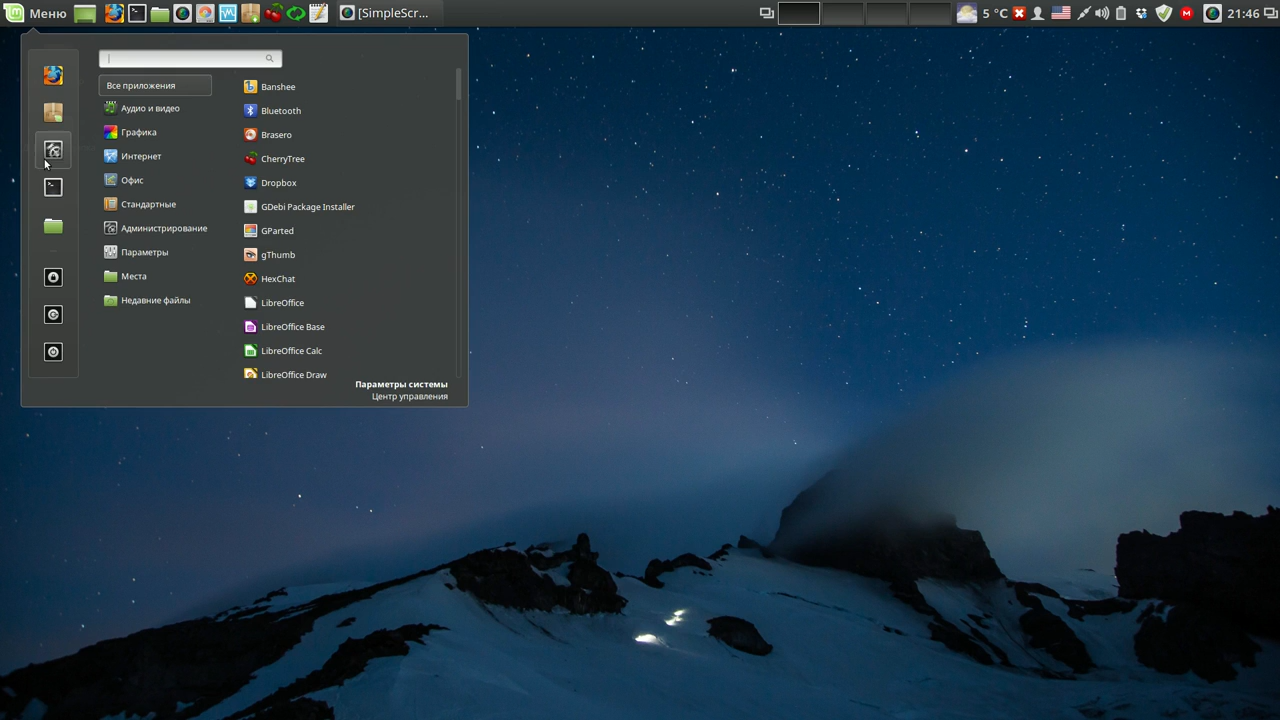 Меню
[SimpleScr...
5 °C
21:46
Все приложения
Аудио и видео
Графика
Интернет
Офис
Стандартные
Администрирование
Параметры
Места
Недавние файлы
Banshee
Bluetooth
Brasero
CherryTree
Dropbox
GDebi Package Installer
GParted
gThumb
HexChat
LibreOffice
LibreOffice Base
LibreOffice Calc
LibreOffice Draw
Параметры системы
Центр управления